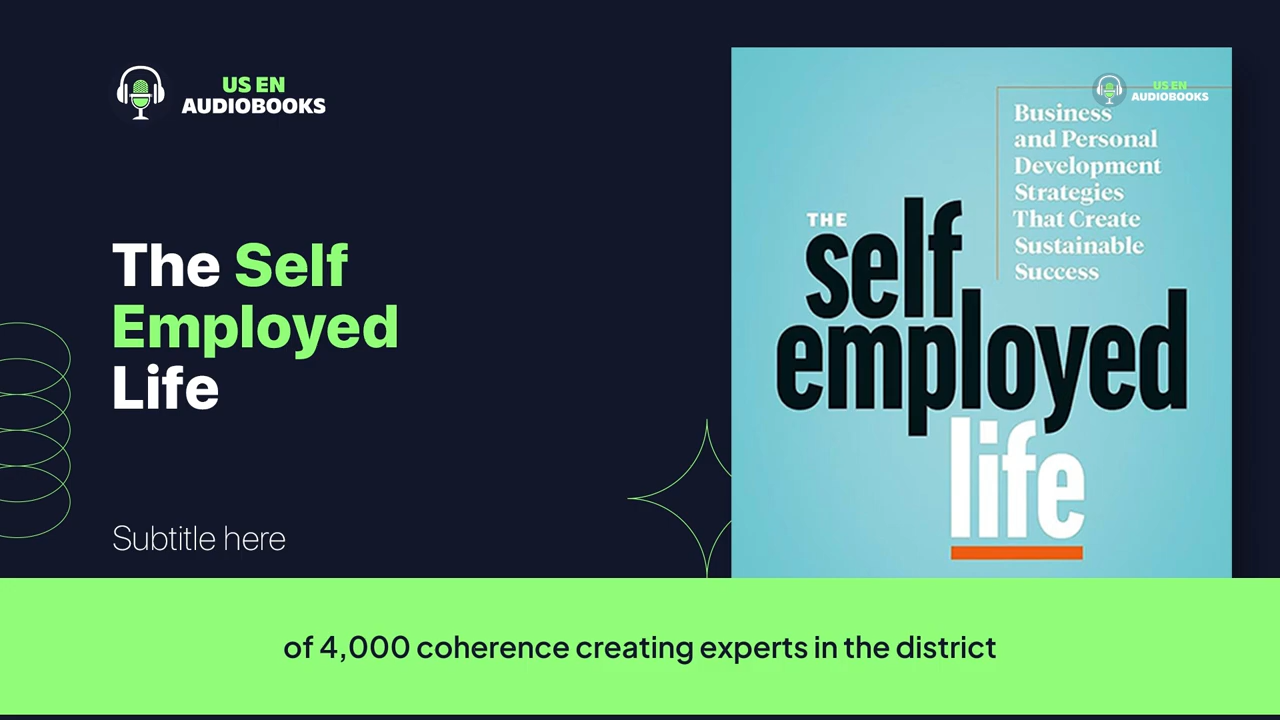 US EN
AUDIOBOOKS
The Self
Employed
Life
Subtitle here
US EN
AUDIOBOOKS
Business
and Personal
Development
Strategies
That Create
Sustainable
Success
THE
self
employed
life
of 4,000 coherence creating experts in the district